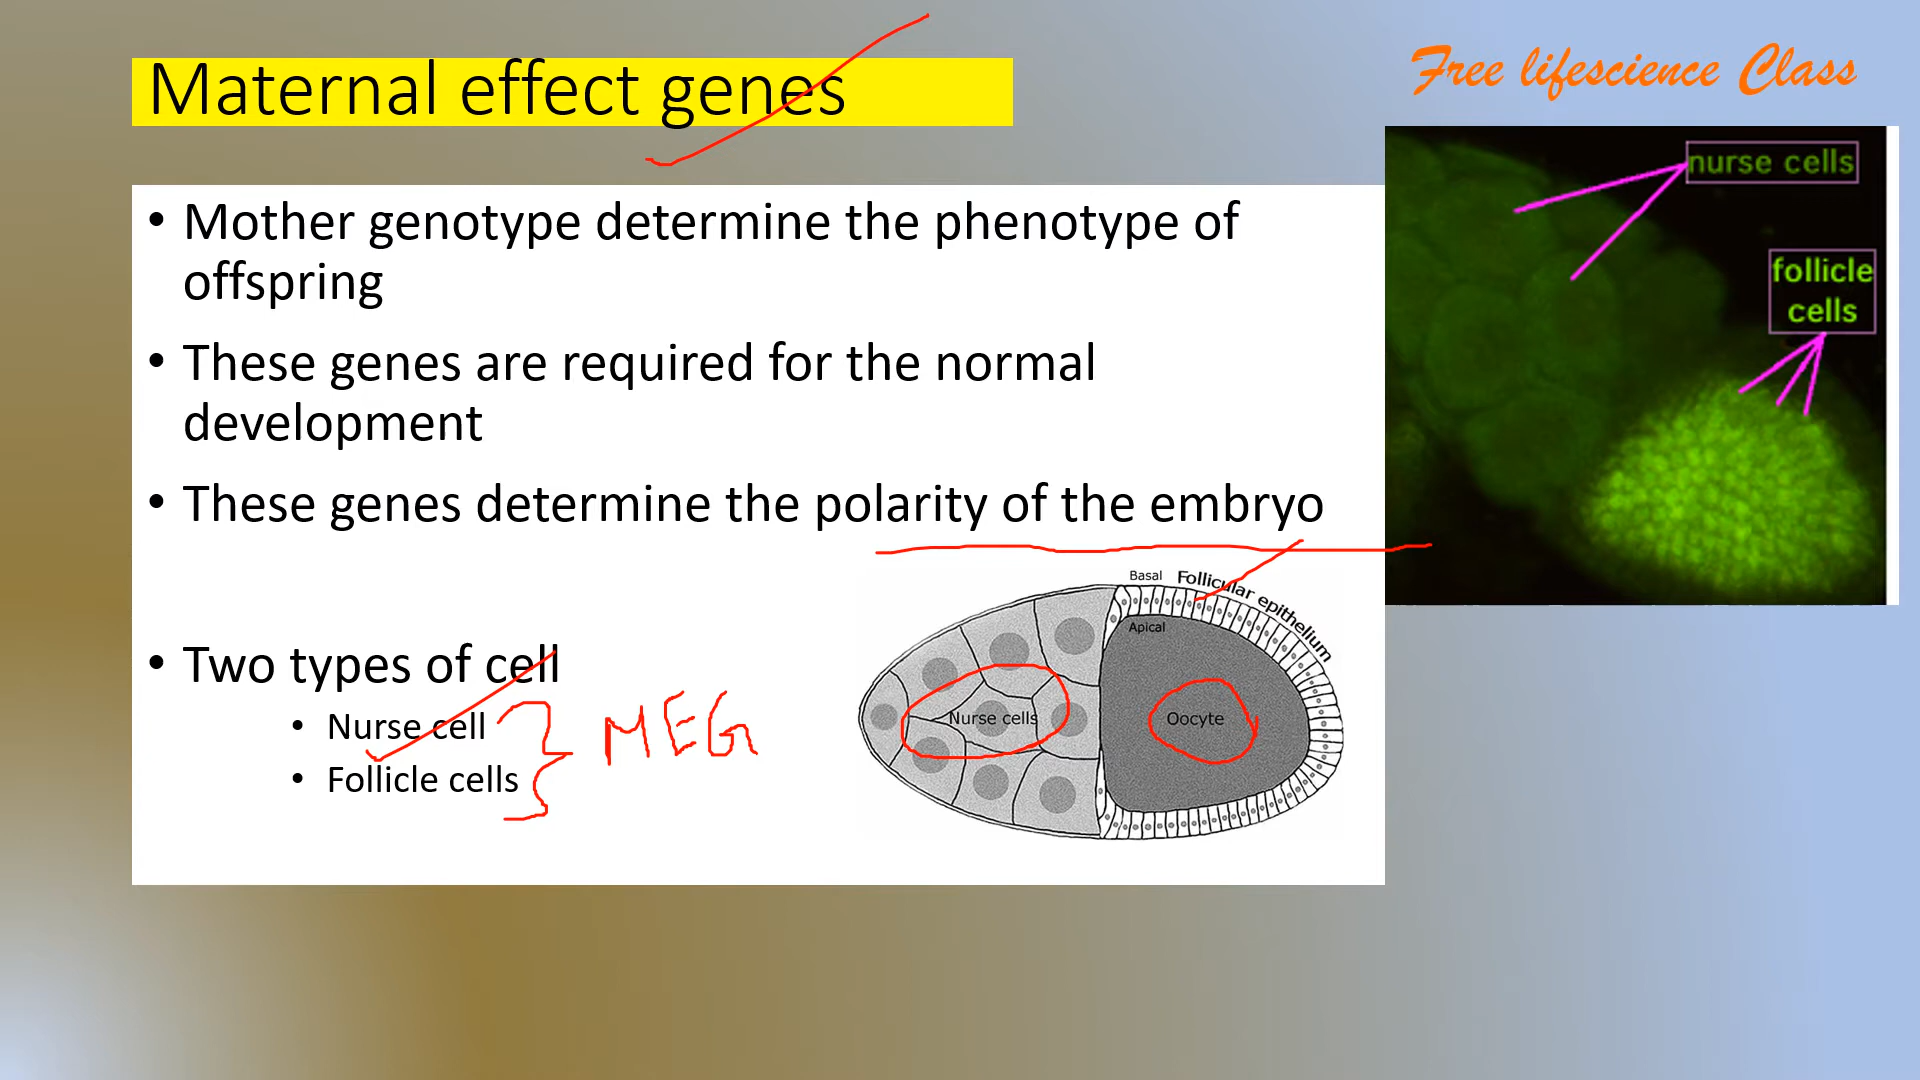 Maternal effect genes
Free lifescience Class
• Mother genotype determine the phenotype of
offspring
• These genes are required for the normal
development
• These genes determine the polarity of the embryo
• Two types of cell
• Nurse cell
• Follicle cells
MEG
nurse cells
follicle
cells
Basal
Follicular epithelium
Apical
Nurse cells
Oocyte